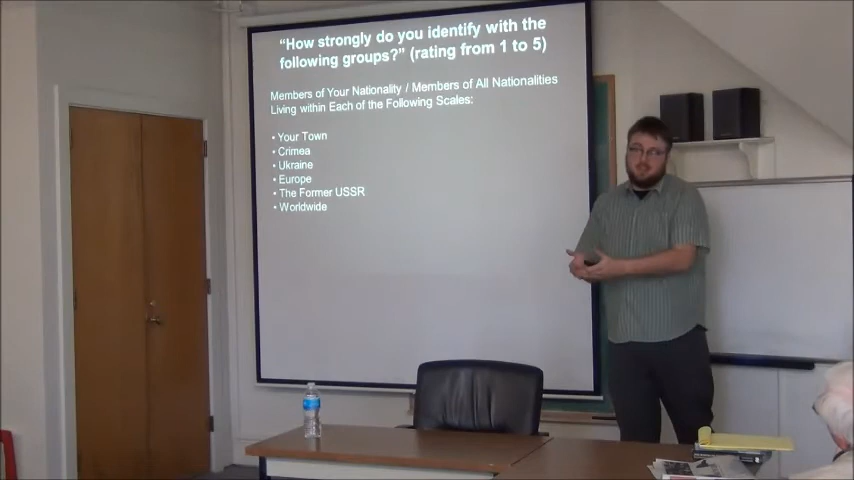 “How strongly do you identify with the
following groups?” (rating from 1 to 5)
Members of Your Nationality / Members of All Nationalities
Living within Each of the Following Scales:
• Your Town
• Crimea
• Ukraine
• Europe
• The Former USSR
• Worldwide